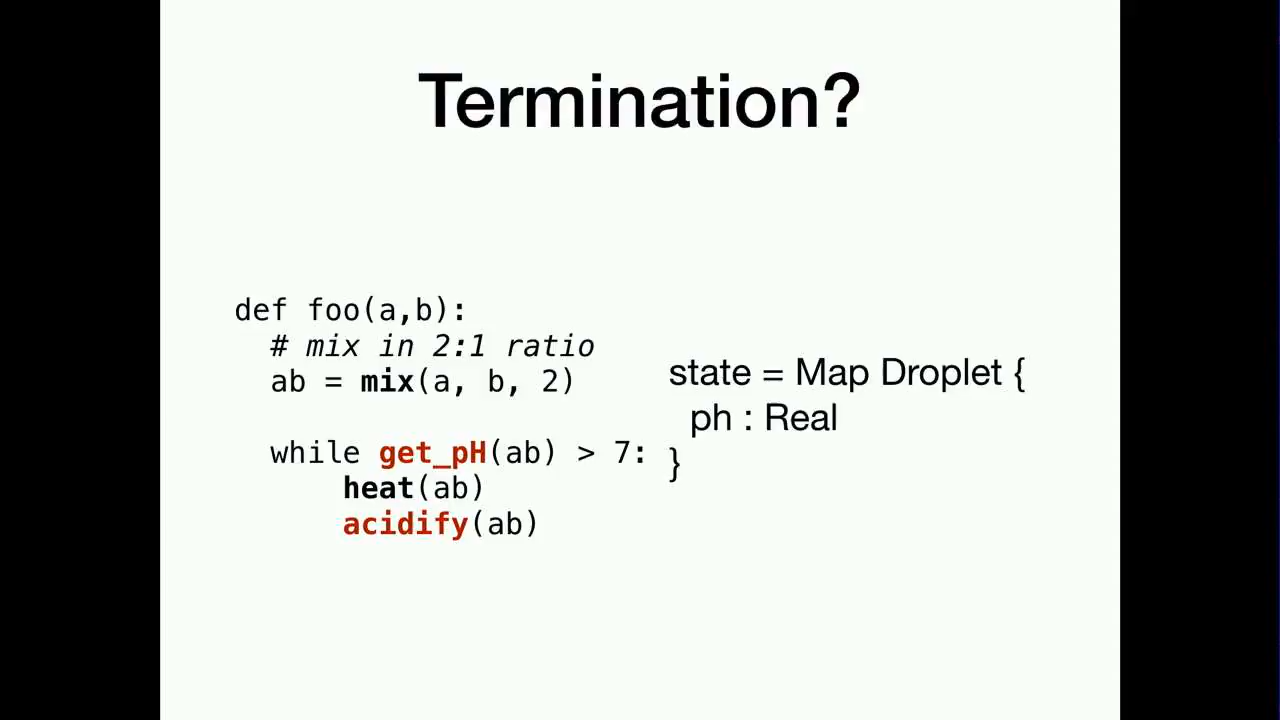 Termination?
def foo(a,b):
# mix in 2:1 ratio
ab = mix(a, b, 2)
while get_pH(ab) > 7:
heat(ab)
acidify(ab)
state = Map Droplet {
ph : Real
}